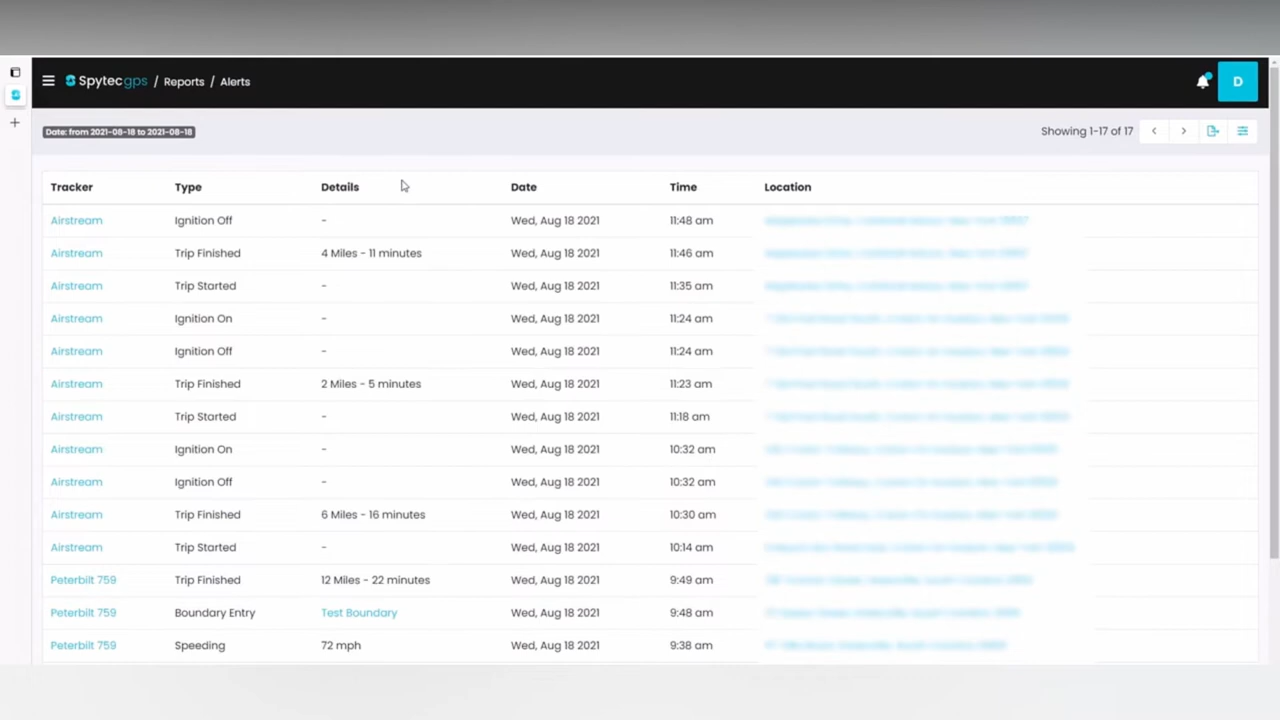 Spytecgps / Reports / Alerts
D
Date: from 2021-08-18 to 2021-08-18
Showing 1-17 of 17
Tracker Type Details Date Time Location
Airstream Ignition Off - Wed, Aug 18 2021 11:48 am
Airstream Trip Finished 4 Miles - 11 minutes Wed, Aug 18 2021 11:46 am
Airstream Trip Started - Wed, Aug 18 2021 11:35 am
Airstream Ignition On - Wed, Aug 18 2021 11:24 am
Airstream Ignition Off - Wed, Aug 18 2021 11:24 am
Airstream Trip Finished 2 Miles - 5 minutes Wed, Aug 18 2021 11:23 am
Airstream Trip Started - Wed, Aug 18 2021 11:18 am
Airstream Ignition On - Wed, Aug 18 2021 10:32 am
Airstream Ignition Off - Wed, Aug 18 2021 10:32 am
Airstream Trip Finished 6 Miles - 16 minutes Wed, Aug 18 2021 10:30 am
Airstream Trip Started - Wed, Aug 18 2021 10:14 am
Peterbilt 759 Trip Finished 12 Miles - 22 minutes Wed, Aug 18 2021 9:49 am
Peterbilt 759 Boundary Entry Test Boundary Wed, Aug 18 2021 9:48 am
Peterbilt 759 Speeding 72 mph Wed, Aug 18 2021 9:38 am